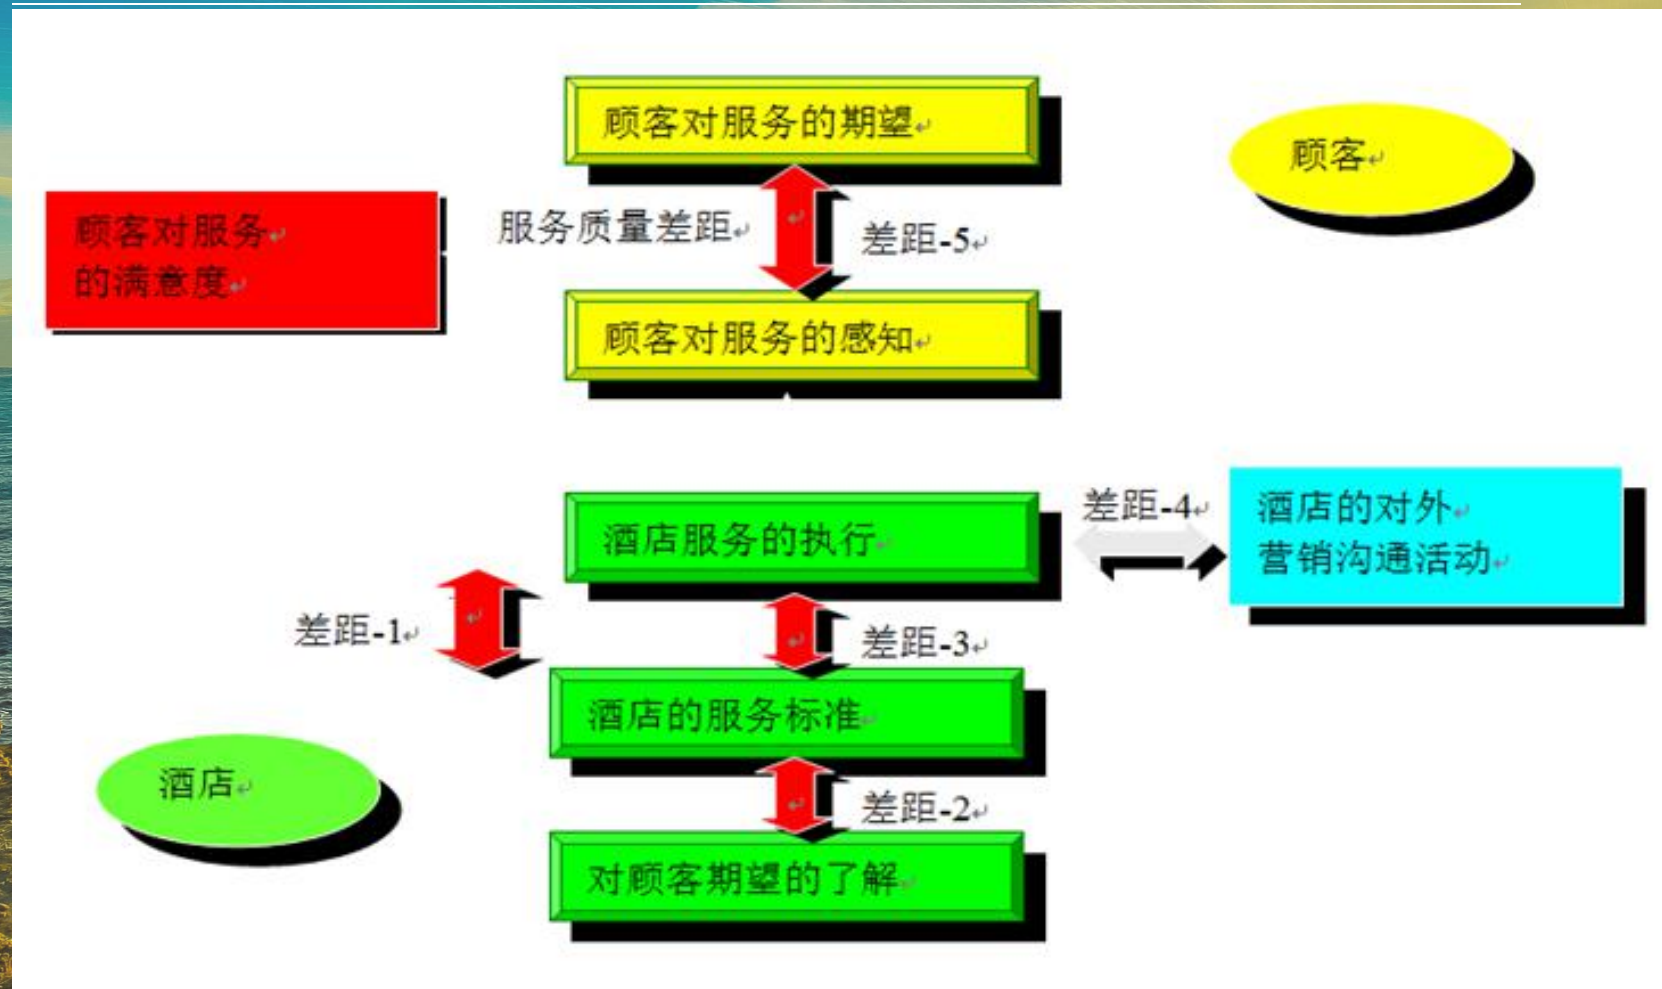 顾客对服务的期望
顾客
顾客对服务
的满意度
服务质量差距
差距-5
顾客对服务的感知
差距-4
酒店的对外
营销沟通活动
酒店服务的执行
差距-1
差距-3
酒店的服务标准
酒店
差距-2
对顾客期望的了解